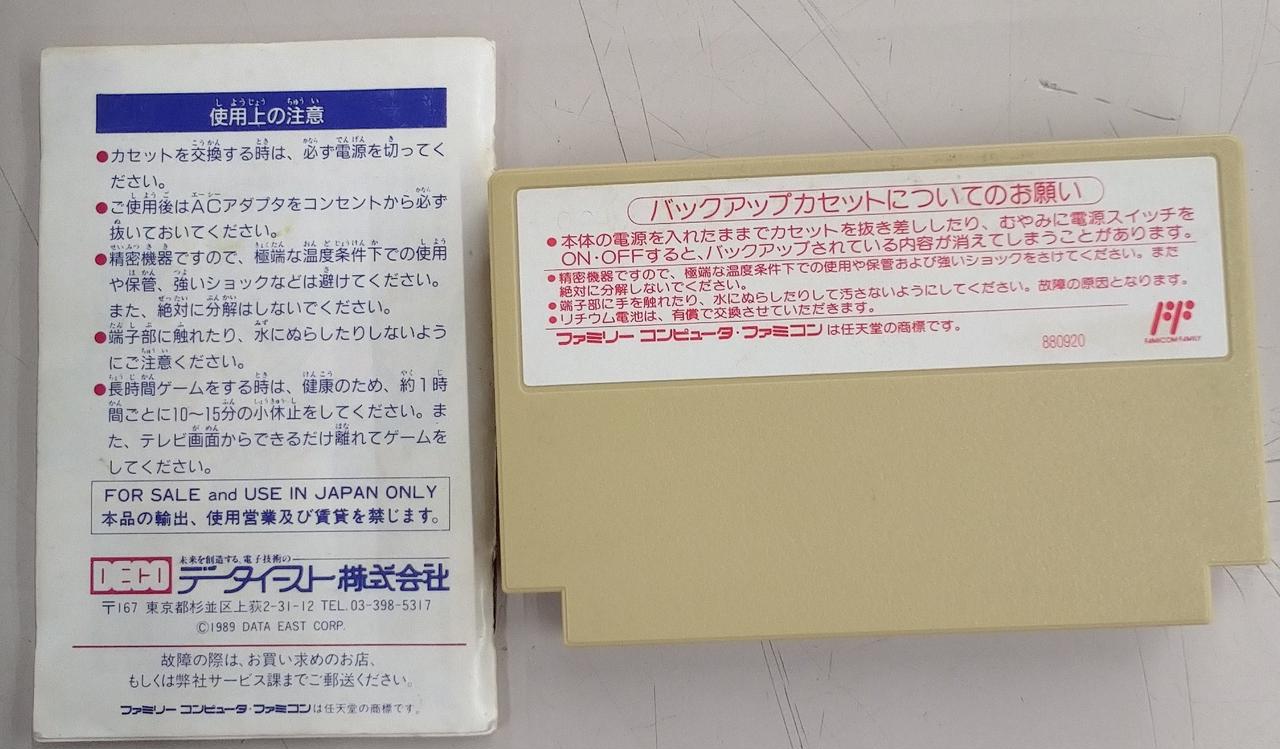 使用上の注意
●カセットを交換する時は、必ず電源を切ってく
ださい。
●ご使用後はACアダプタをコンセントから必ず
抜いておいてください。
●精密機器ですので、極端な温度条件下での使用
や保管、強いショックなどは避けてください。
また、絶対に分解はしないでください。
●端子部に触れたり、水にぬらしたりしないよう
にご注意ください。
●長時間ゲームをする時は、健康のため、約1時
間ごとに10〜15分の小休止をしてください。ま
た、テレビ画面からできるだけ離れてゲームを
してください。
FOR SALE and USE IN JAPAN ONLY
本品の輸出、使用営業及び賃貸を禁じます。
未来を創造する、電子技術の
DECO データイースト株式会社
〒167 東京都杉並区上荻2-31-12 TEL.03-398-5317
©1989 DATA EAST CORP.
故障の際は、お買い求めのお店、
もしくは弊社サービス課までご郵送ください。
ファミリー コンピュータ・ファミコンは任天堂の商標です。
バックアップカセットについてのお願い
●本体の電源を入れたままでカセットを抜き差ししたり、むやみに電源スイッチを
ON・OFFすると、バックアップされている内容が消えてしまうことがあります。
●精密機器ですので、極端な温度条件下での使用や保管および強いショックをさけてください。また
絶対に分解しないでください。
●端子部に手を触れたり、水にぬらしたりして汚さないようにしてください。故障の原因となります。
●リチウム電池は、有償で交換させていただきます。
ファミリー コンピュータ・ファミコンは任天堂の商標です。
880920
FAMICOM FAMILY